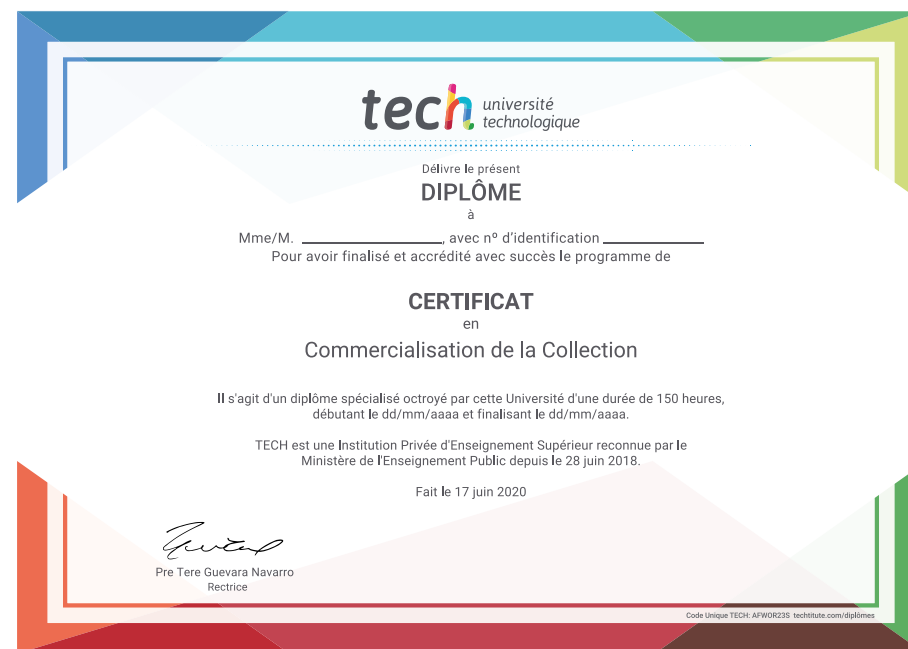 tech université
technologique
Délivre le présent
DIPLÔME
à
Mme/M. ____________________, avec nº d'identification ______________
Pour avoir finalisé et accrédité avec succès le programme de
CERTIFICAT
en
Commercialisation de la Collection
Il s'agit d'un diplôme spécialisé octroyé par cette Université d'une durée de 150 heures,
débutant le dd/mm/aaaa et finalisant le dd/mm/aaaa.
TECH est une Institution Privée d'Enseignement Supérieur reconnue par le
Ministère de l'Enseignement Public depuis le 28 juin 2018.
Fait le 17 juin 2020
Pre Tere Guevara Navarro
Rectrice
Code Unique TECH: AFWOR23S techtitute.com/diplômes